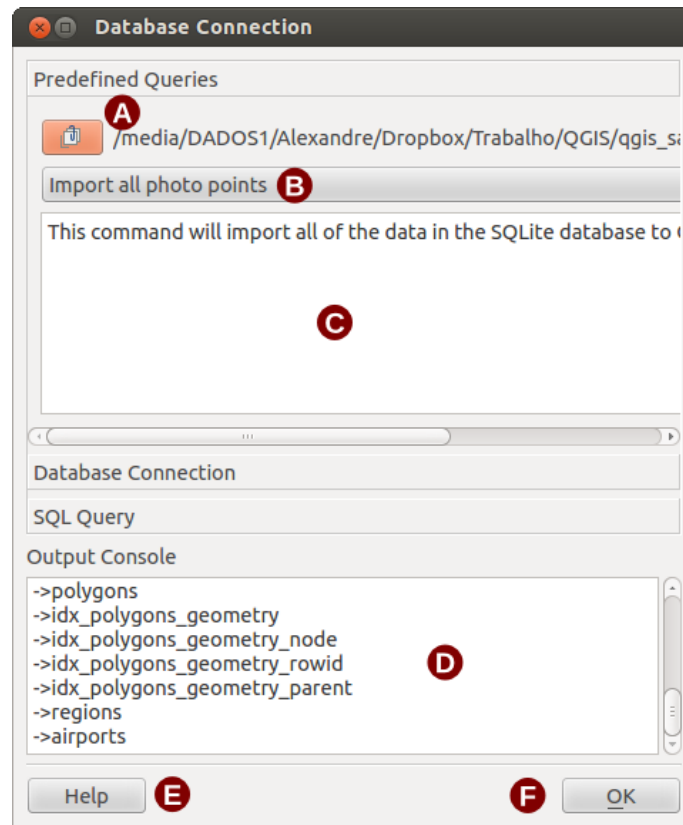 Database Connection
Predefined Queries
A
/media/DADOS1/Alexandre/Dropbox/Trabalho/QGIS/qgis_sa
Import all photo points B
This command will import all of the data in the SQLite database to
C
Database Connection
SQL Query
Output Console
->polygons
->idx_polygons_geometry
->idx_polygons_geometry_node
->idx_polygons_geometry_rowid
->idx_polygons_geometry_parent
->regions
->airports
D
Help E F OK